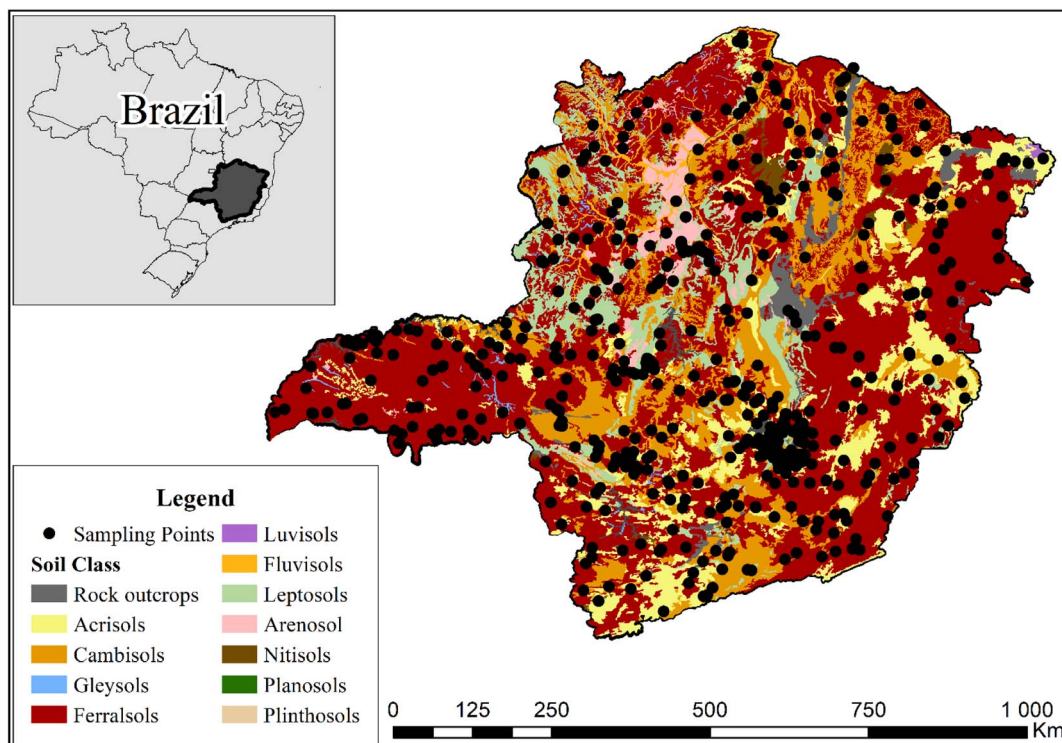 Brazil
Legend
Sampling Points
Soil Class
Rock outcrops
Acrisols
Cambisols
Gleysols
Ferralsols
Luvisols
Fluvisols
Leptosols
Arenosol
Nitisols
Planosols
Plinthosols
0 125 250 500 750 1 000
Km